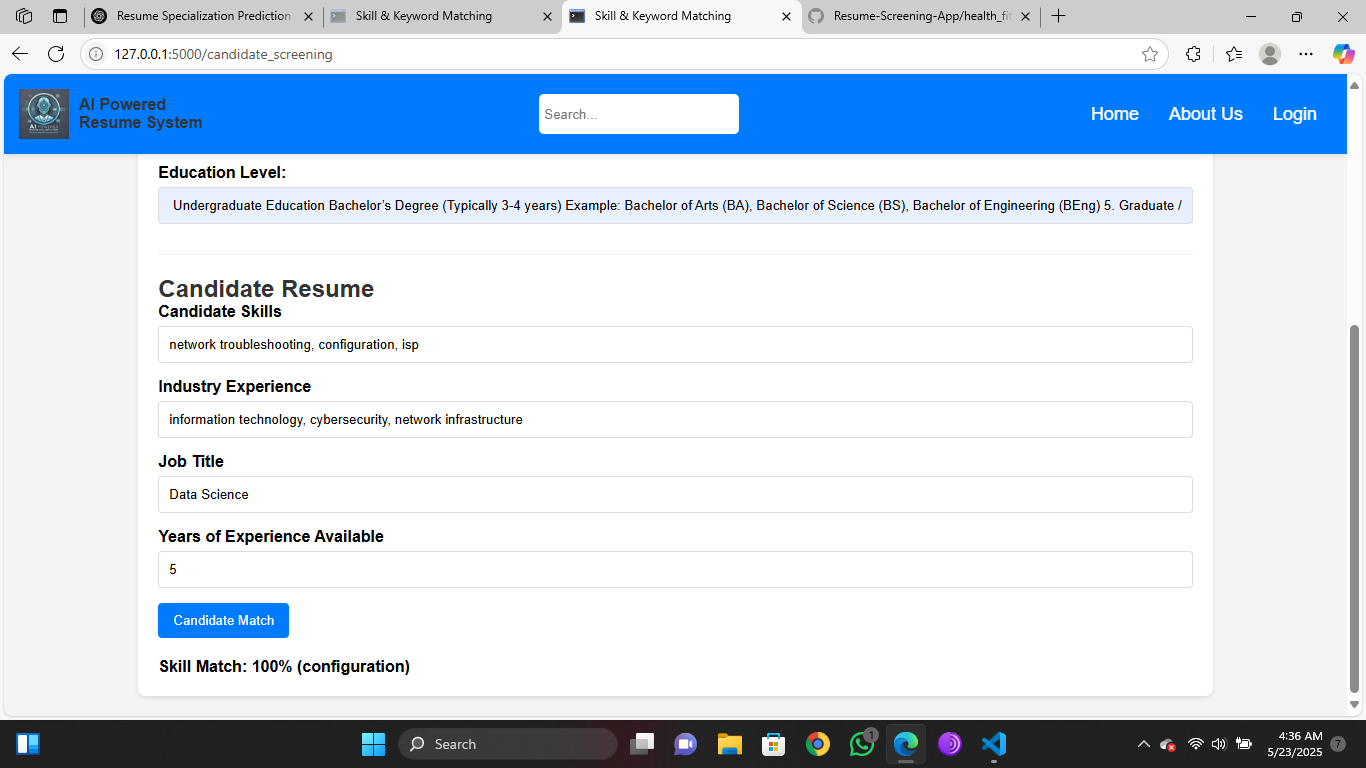 Resume Specialization Prediction
Skill & Keyword Matching
Skill & Keyword Matching
Resume-Screening-App/health_fit
127.0.0.1:5000/candidate_screening
AI Powered
Resume System
Search...
Home
About Us
Login
Education Level:
Undergraduate Education Bachelor’s Degree (Typically 3-4 years) Example: Bachelor of Arts (BA), Bachelor of Science (BS), Bachelor of Engineering (BEng) 5. Graduate /
Candidate Resume
Candidate Skills
network troubleshooting, configuration, isp
Industry Experience
information technology, cybersecurity, network infrastructure
Job Title
Data Science
Years of Experience Available
5
Candidate Match
Skill Match: 100% (configuration)
Search
1
4:36 AM
5/23/2025
7